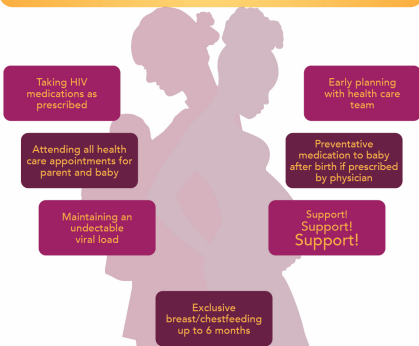 Taking HIV
medications as
prescribed
Early planning
with health care
team
Attending all health
care appointments for
parent and baby
Preventative
medication to baby
after birth if prescribed
by physician
Maintaining an
undectable
viral load
Support!
Support!
Support!
Exclusive
breast/chestfeeding
up to 6 months